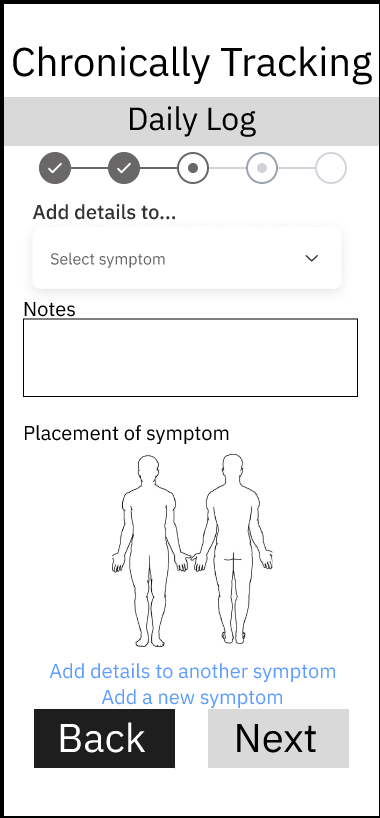 Chronically Tracking
Daily Log
Add details to...
Select symptom
Notes
Placement of symptom
Add details to another symptom
Add a new symptom
Back Next